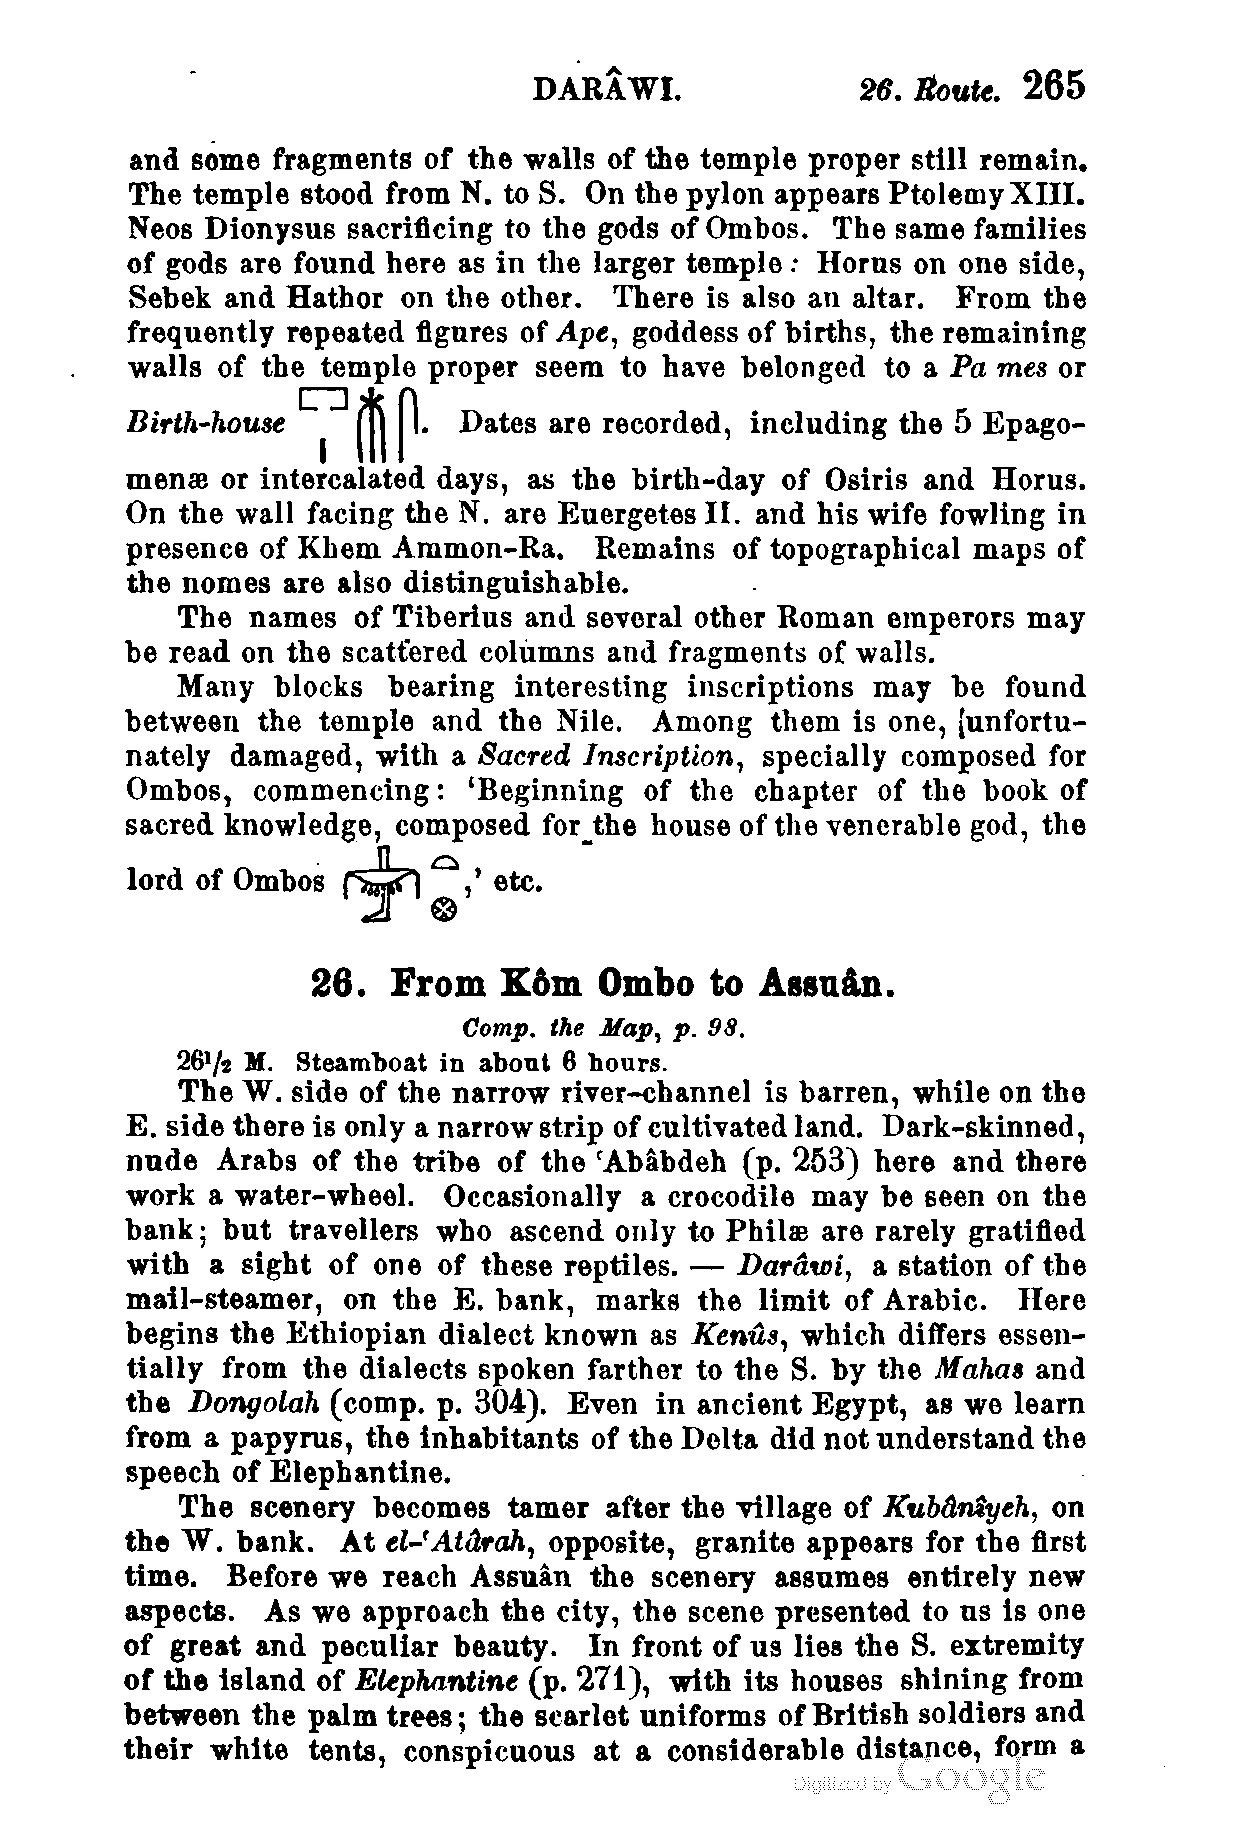 DARÂWI. 26. Route. 265
and some fragments of the walls of the temple proper still remain.
The temple stood from N. to S. On the pylon appears Ptolemy XIII.
Neos Dionysus sacrificing to the gods of Ombos. The same families
of gods are found here as in the larger temple: Horus on one side,
Sebek and Hathor on the other. There is also an altar. From the
frequently repeated figures of Ape, goddess of births, the remaining
walls of the temple proper seem to have belonged to a Pa mes or
Birth-house 𓉐𓏤𓄟𓋴. Dates are recorded, including the 5 Epago-
menæ or intercalated days, as the birth-day of Osiris and Horus.
On the wall facing the N. are Euergetes II. and his wife fowling in
presence of Khem Ammon-Ra. Remains of topographical maps of
the nomes are also distinguishable.
The names of Tiberius and several other Roman emperors may
be read on the scattered columns and fragments of walls.
Many blocks bearing interesting inscriptions may be found
between the temple and the Nile. Among them is one, (unfortu-
nately damaged, with a Sacred Inscription, specially composed for
Ombos, commencing: ‘Beginning of the chapter of the book of
sacred knowledge, composed for the house of the venerable god, the
lord of Ombos 𓋞𓃀𓏏𓊖,’ etc.
26. From Kôm Ombo to Assuân.
Comp. the Map, p. 98.
26½ M. Steamboat in about 6 hours.
The W. side of the narrow river-channel is barren, while on the
E. side there is only a narrow strip of cultivated land. Dark-skinned,
nude Arabs of the tribe of the ʿAbâbdeh (p. 253) here and there
work a water-wheel. Occasionally a crocodile may be seen on the
bank; but travellers who ascend only to Philæ are rarely gratified
with a sight of one of these reptiles. — Darâwi, a station of the
mail-steamer, on the E. bank, marks the limit of Arabic. Here
begins the Ethiopian dialect known as Kenûs, which differs essen-
tially from the dialects spoken farther to the S. by the Mahas and
the Dongolah (comp. p. 304). Even in ancient Egypt, as we learn
from a papyrus, the inhabitants of the Delta did not understand the
speech of Elephantine.
The scenery becomes tamer after the village of Kubânîyeh, on
the W. bank. At el-ʿAtârah, opposite, granite appears for the first
time. Before we reach Assuân the scenery assumes entirely new
aspects. As we approach the city, the scene presented to us is one
of great and peculiar beauty. In front of us lies the S. extremity
of the island of Elephantine (p. 271), with its houses shining from
between the palm trees; the scarlet uniforms of British soldiers and
their white tents, conspicuous at a considerable distance, form a
Digitized by Google